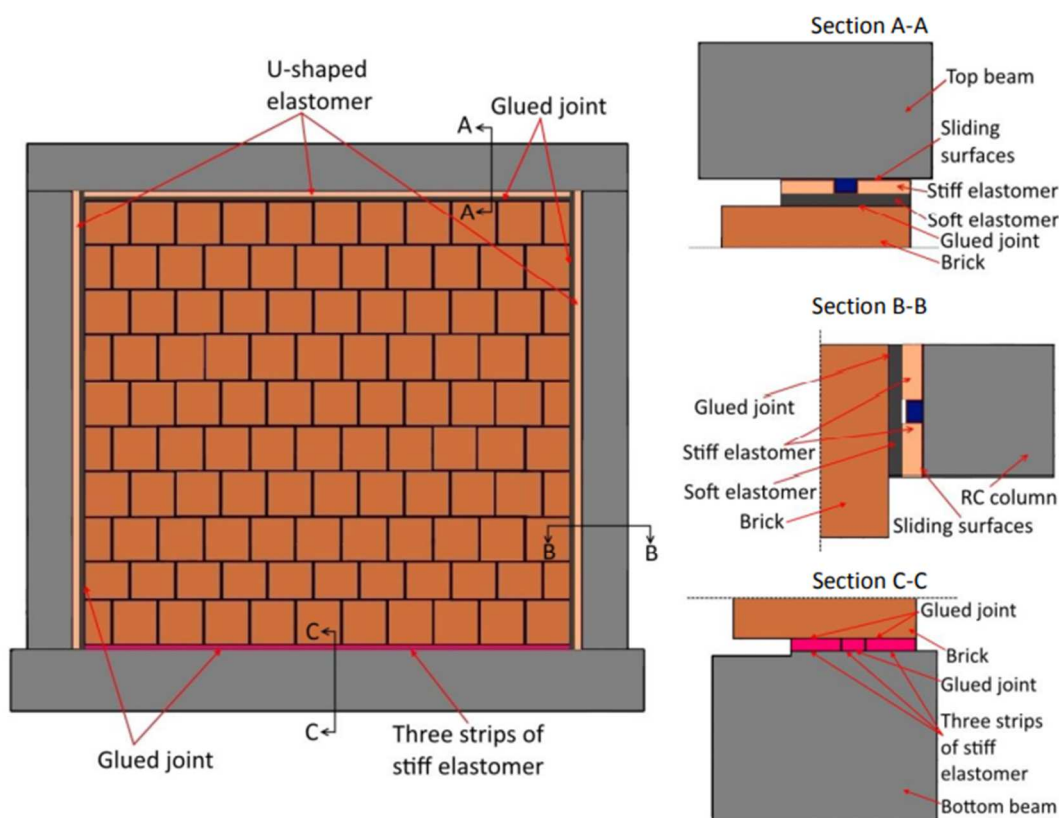 U-shaped
elastomer
Glued joint
A
A
B
B
C
C
Glued joint
Three strips of
stiff elastomer
Section A-A
Top beam
Sliding
surfaces
Stiff elastomer
Soft elastomer
Glued joint
Brick
Section B-B
Glued joint
Stiff elastomer
Soft elastomer
Brick
RC column
Sliding surfaces
Section C-C
Glued joint
Brick
Glued joint
Three strips
of stiff
elastomer
Bottom beam